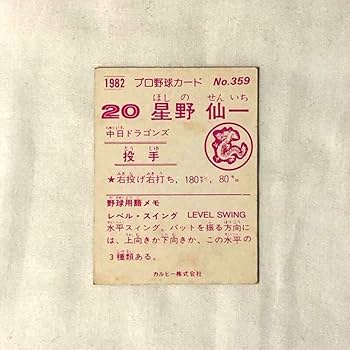 1982 プロ野球カード No.359
ほしの せんいち
20 星野 仙一
中日ドラゴンズ
とう しゅ
投手
★右投げ右打ち，180㌢，80㌔
野球用語メモ
レベル・スイング LEVEL SWING
水平スィング。バットを振る方向に
は、上向きか下向きか、この水平の
3種類ある。
カルビー株式会社